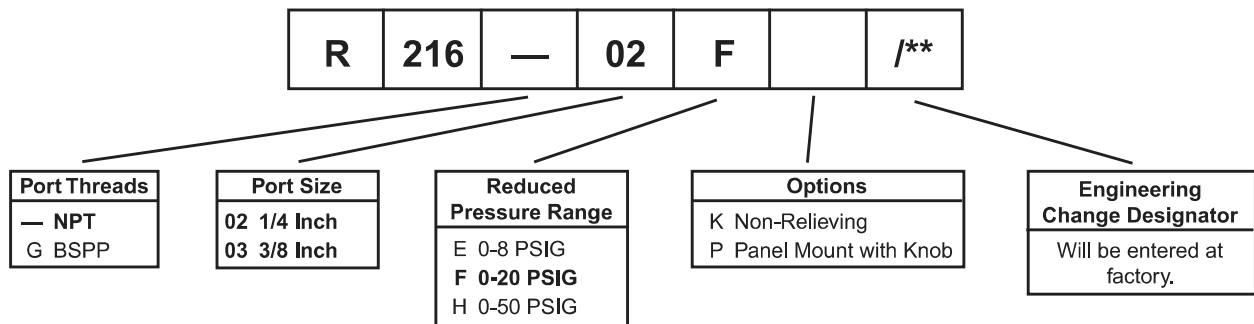 R 216 — 02 F /**
Port Threads
— NPT
G BSPP
Port Size
02 1/4 Inch
03 3/8 Inch
Reduced
Pressure Range
E 0-8 PSIG
F 0-20 PSIG
H 0-50 PSIG
Options
K Non-Relieving
P Panel Mount with Knob
Engineering
Change Designator
Will be entered at
factory.